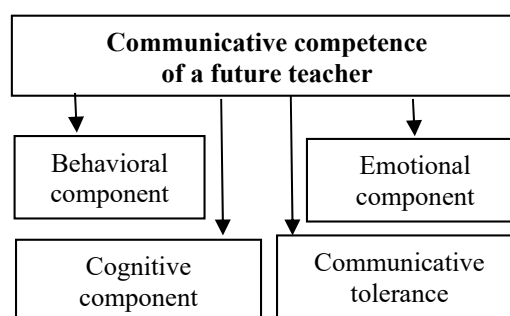 Communicative competence
of a future teacher
Behavioral
component
Emotional
component
Cognitive
component
Communicative
tolerance